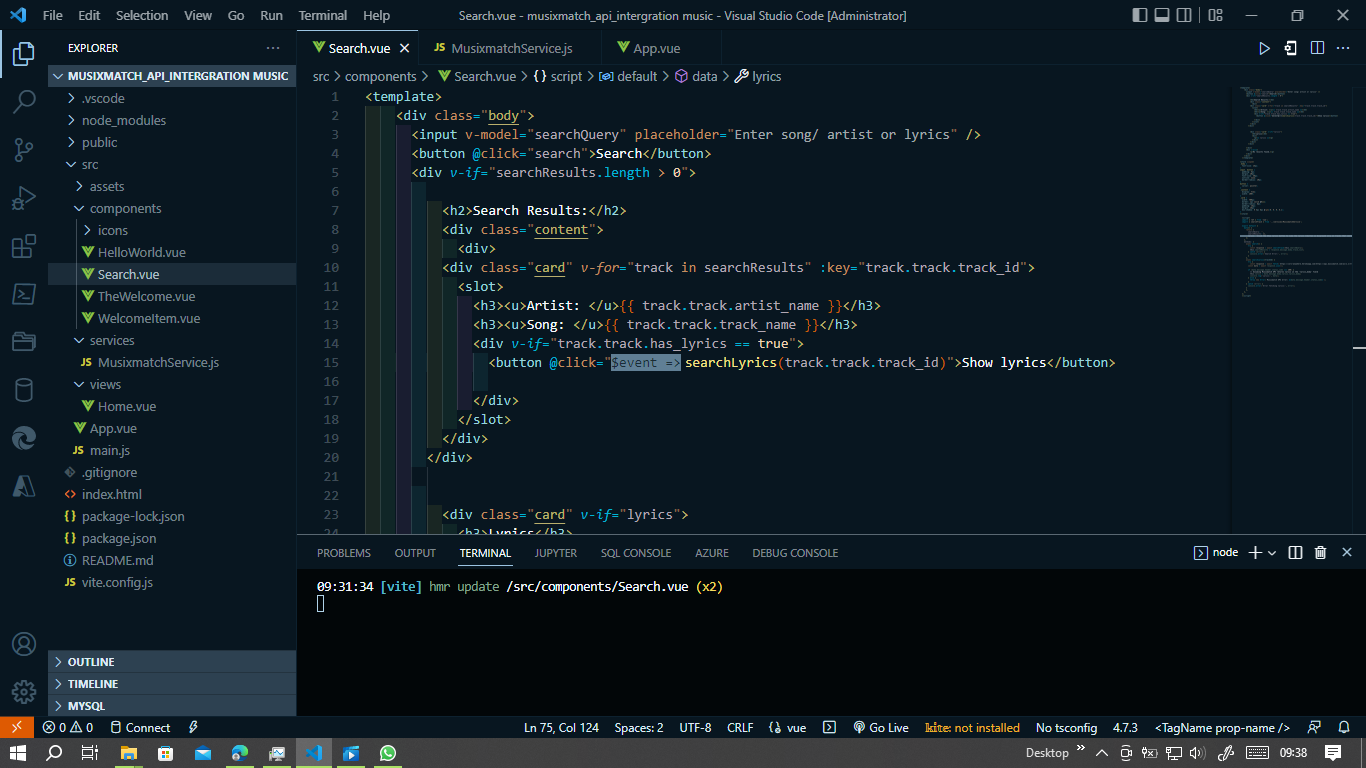 File Edit Selection View Go Run Terminal Help
Search.vue - musixmatch_api_intergration music - Visual Studio Code [Administrator]
EXPLORER
MUSIXMATCH_API_INTERGRATION MUSIC
.vscode
node_modules
public
src
assets
components
icons
HelloWorld.vue
Search.vue
TheWelcome.vue
WelcomeItem.vue
services
JS MusixmatchService.js
views
Home.vue
App.vue
JS main.js
.gitignore
<> index.html
{} package-lock.json
{} package.json
README.md
JS vite.config.js
OUTLINE
TIMELINE
MYSQL
Search.vue
JS MusixmatchService.js
App.vue
src > components > Search.vue > {} script > default > data > lyrics
1 <template>
2 <div class="body">
3 <input v-model="searchQuery" placeholder="Enter song/ artist or lyrics" />
4 <button @click="search">Search</button>
5 <div v-if="searchResults.length > 0">
6
7 <h2>Search Results:</h2>
8 <div class="content">
9 <div>
10 <div class="card" v-for="track in searchResults" :key="track.track.track_id">
11 <slot>
12 <h3><u>Artist: </u>{{ track.track.artist_name }}</h3>
13 <h3><u>Song: </u>{{ track.track.track_name }}</h3>
14 <div v-if="track.track.has_lyrics == true">
15 <button @click="$event => searchLyrics(track.track.track_id)">Show lyrics</button>
16
17 </div>
18 </slot>
19 </div>
20 </div>
21
22
23 <div class="card" v-if="lyrics">
24 <h3>Lyrics</h3>
PROBLEMS OUTPUT TERMINAL JUPYTER SQL CONSOLE AZURE DEBUG CONSOLE
node
09:31:34 [vite] hmr update /src/components/Search.vue (x2)
0 0 Connect
Ln 75, Col 124 Spaces: 2 UTF-8 CRLF vue Go Live kite: not installed No tsconfig 4.7.3 <TagName prop-name />
Desktop » 09:38